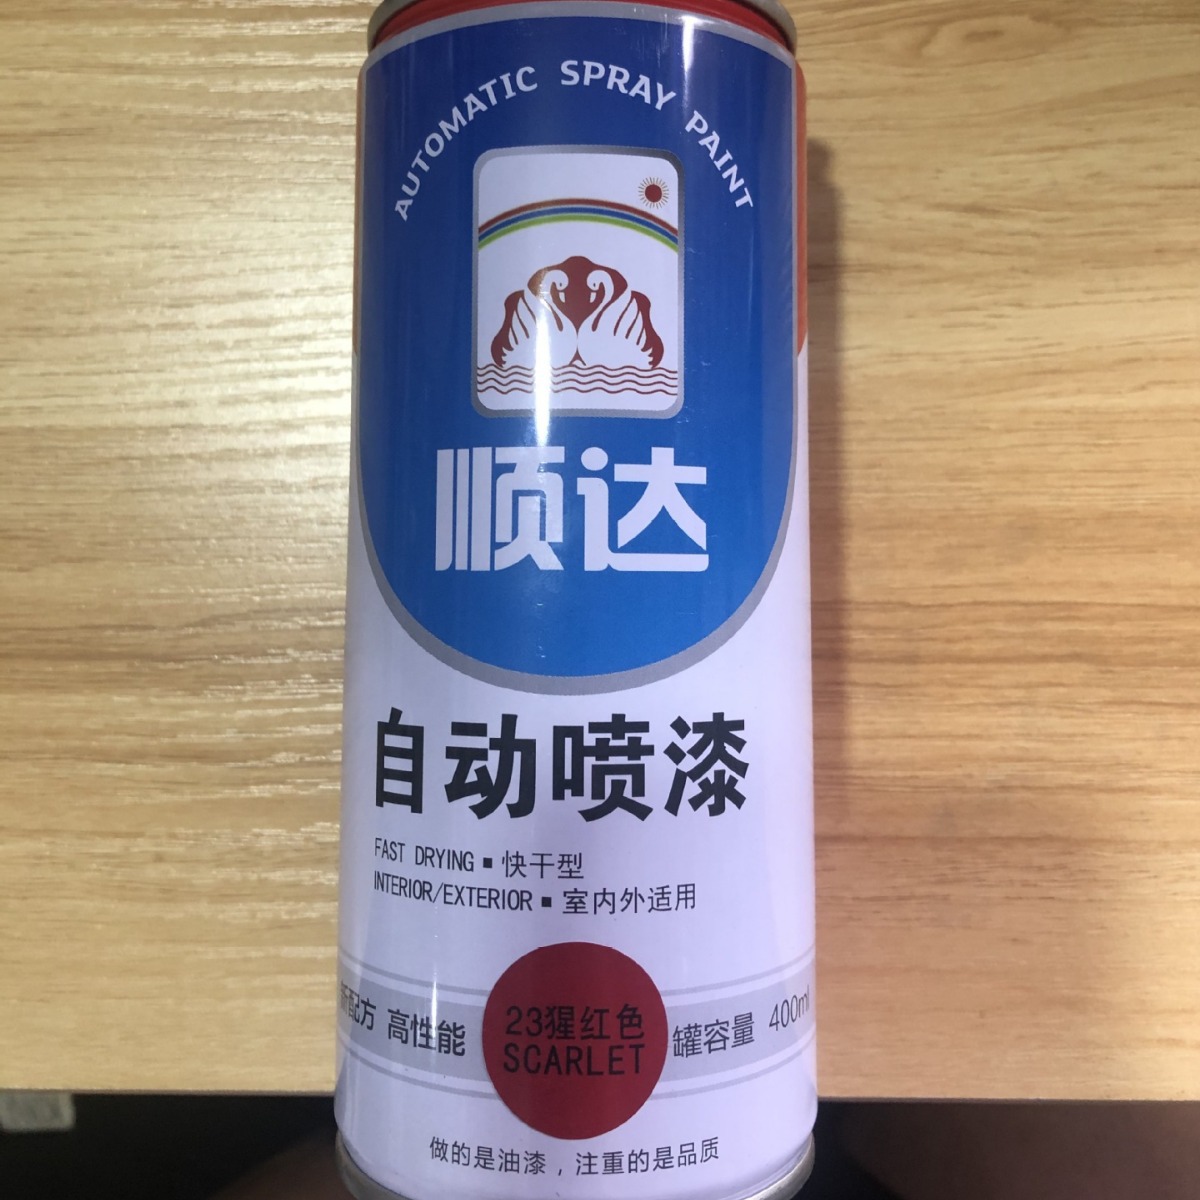 AUTOMATIC SPRAY PAINT
顺达
自动喷漆
FAST DRYING ▪ 快干型
INTERIOR/EXTERIOR ▪ 室内外适用
新配方 高性能
23猩红色
SCARLET
罐容量 400ml
做的是油漆，注重的是品质